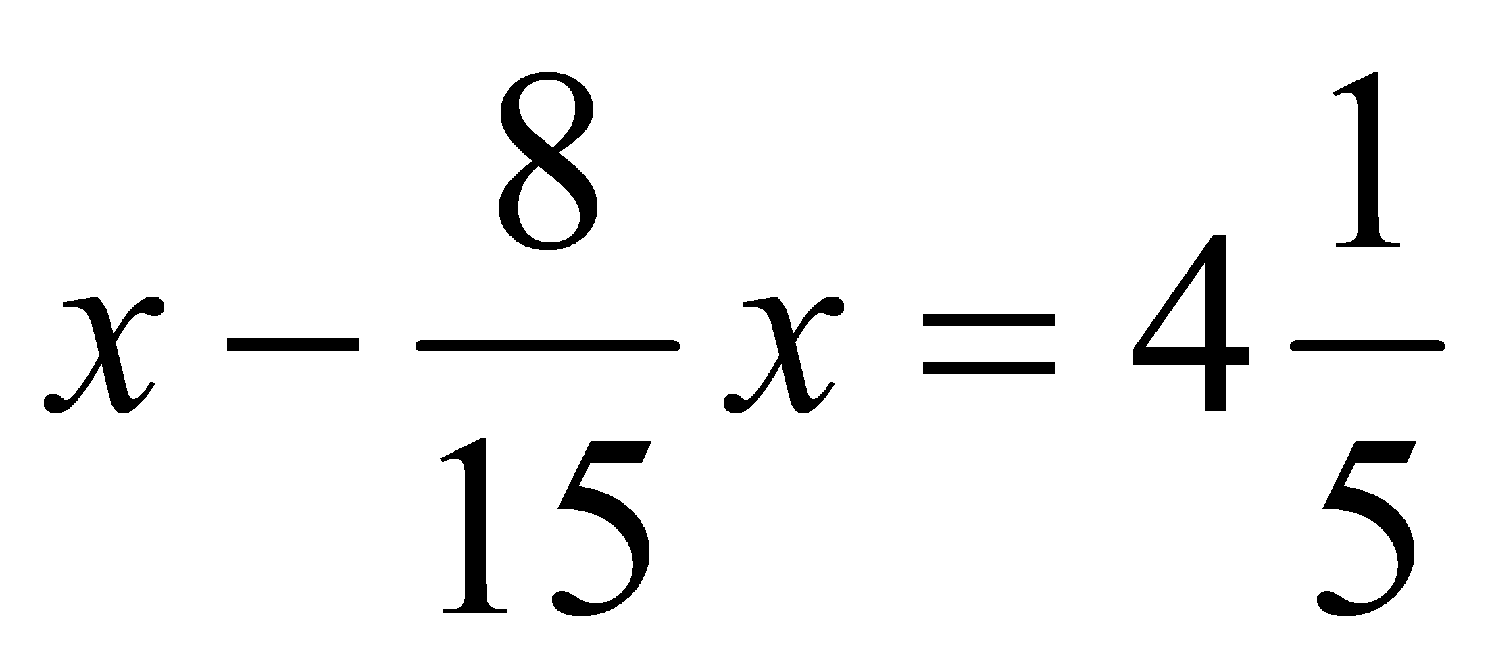 x − 8/15 x = 4 1/5